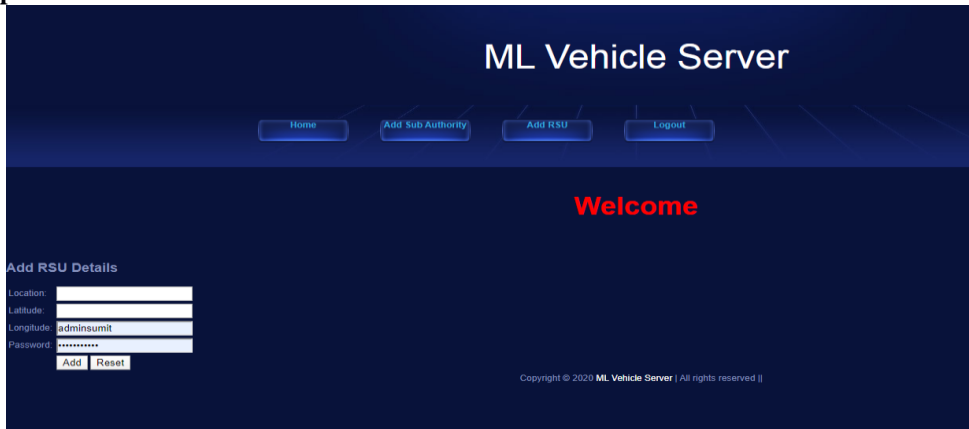 ML Vehicle Server
Home Add Sub Authority Add RSU Logout
Welcome
Add RSU Details
Location:
Latitude:
Longitude: adminsumit
Password: •••••••••••
Add Reset
Copyright © 2020 ML Vehicle Server | All rights reserved ||